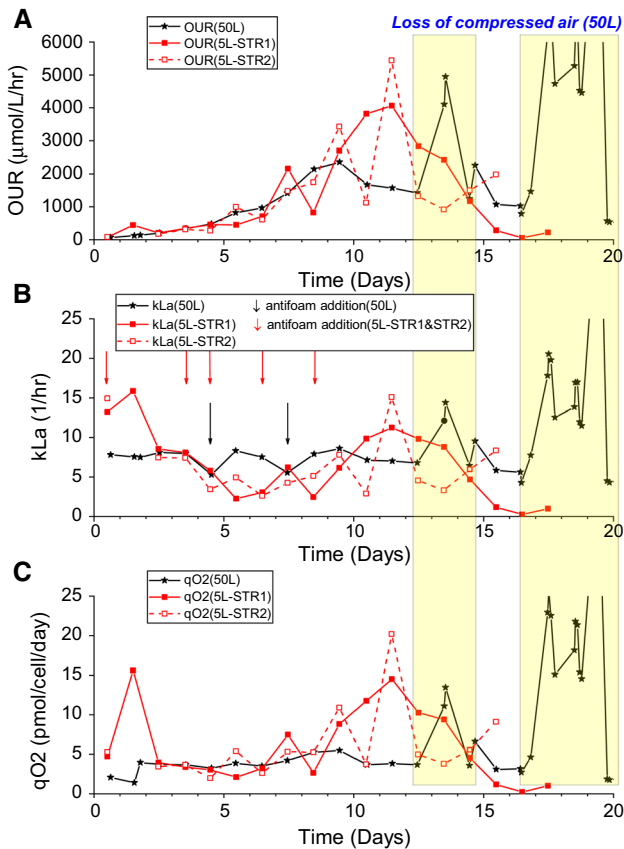 A
Loss of compressed air (50L)
OUR(50L)
OUR(5L-STR1)
OUR(5L-STR2)
OUR (μmol/L/hr)
6000
5000
4000
3000
2000
1000
0
0 5 10 15 20
Time (Days)
B
kLa(50L)
kLa(5L-STR1)
kLa(5L-STR2)
antifoam addition(50L)
antifoam addition(5L-STR1&STR2)
kLa (1/hr)
25
20
15
10
5
0
0 5 10 15 20
Time (Days)
C
qO2(50L)
qO2(5L-STR1)
qO2(5L-STR2)
qO2 (pmol/cell/day)
25
20
15
10
5
0
0 5 10 15 20
Time (Days)